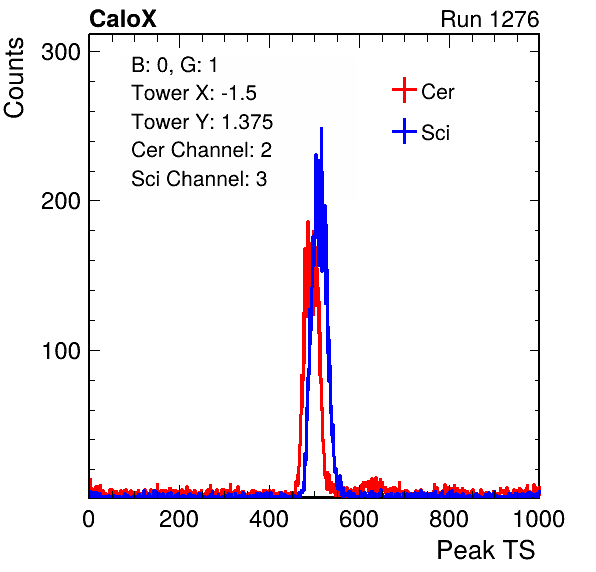 CaloX Run 1276
Counts
300
200
100
B: 0, G: 1
Tower X: -1.5
Tower Y: 1.375
Cer Channel: 2
Sci Channel: 3
Cer
Sci
0 200 400 600 800 1000
Peak TS